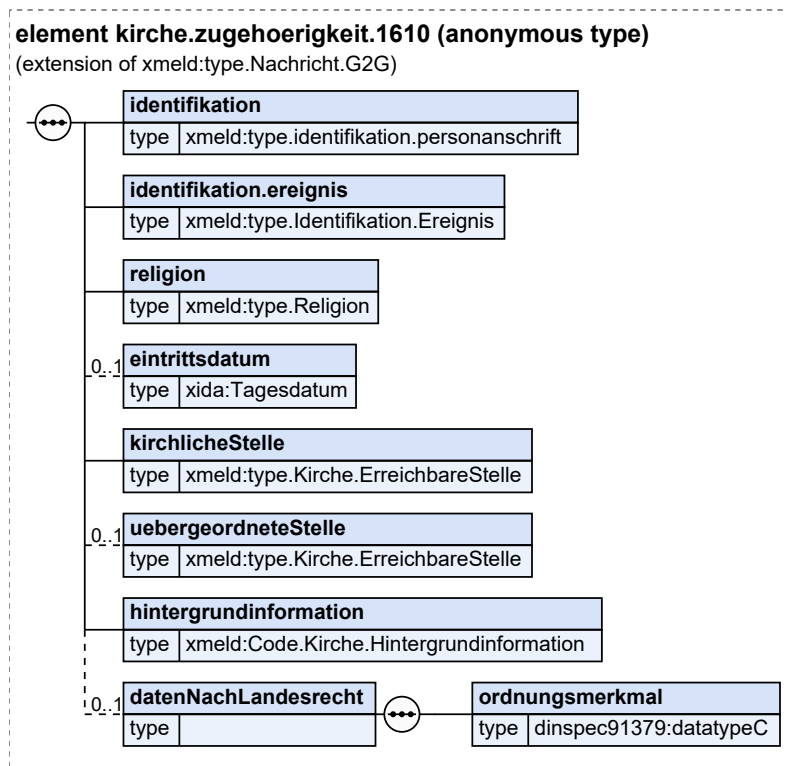 element kirche.zugehoerigkeit.1610 (anonymous type)
(extension of xmeld:type.Nachricht.G2G)
identifikation
type xmeld:type.identifikation.personanschrift
identifikation.ereignis
type xmeld:type.Identifikation.Ereignis
religion
type xmeld:type.Religion
0..1 eintrittsdatum
type xida:Tagesdatum
kirchlicheStelle
type xmeld:type.Kirche.ErreichbareStelle
0..1 uebergeordneteStelle
type xmeld:type.Kirche.ErreichbareStelle
hintergrundinformation
type xmeld:Code.Kirche.Hintergrundinformation
0..1 datenNachLandesrecht
type
ordnungsmerkmal
type dinspec91379:datatypeC